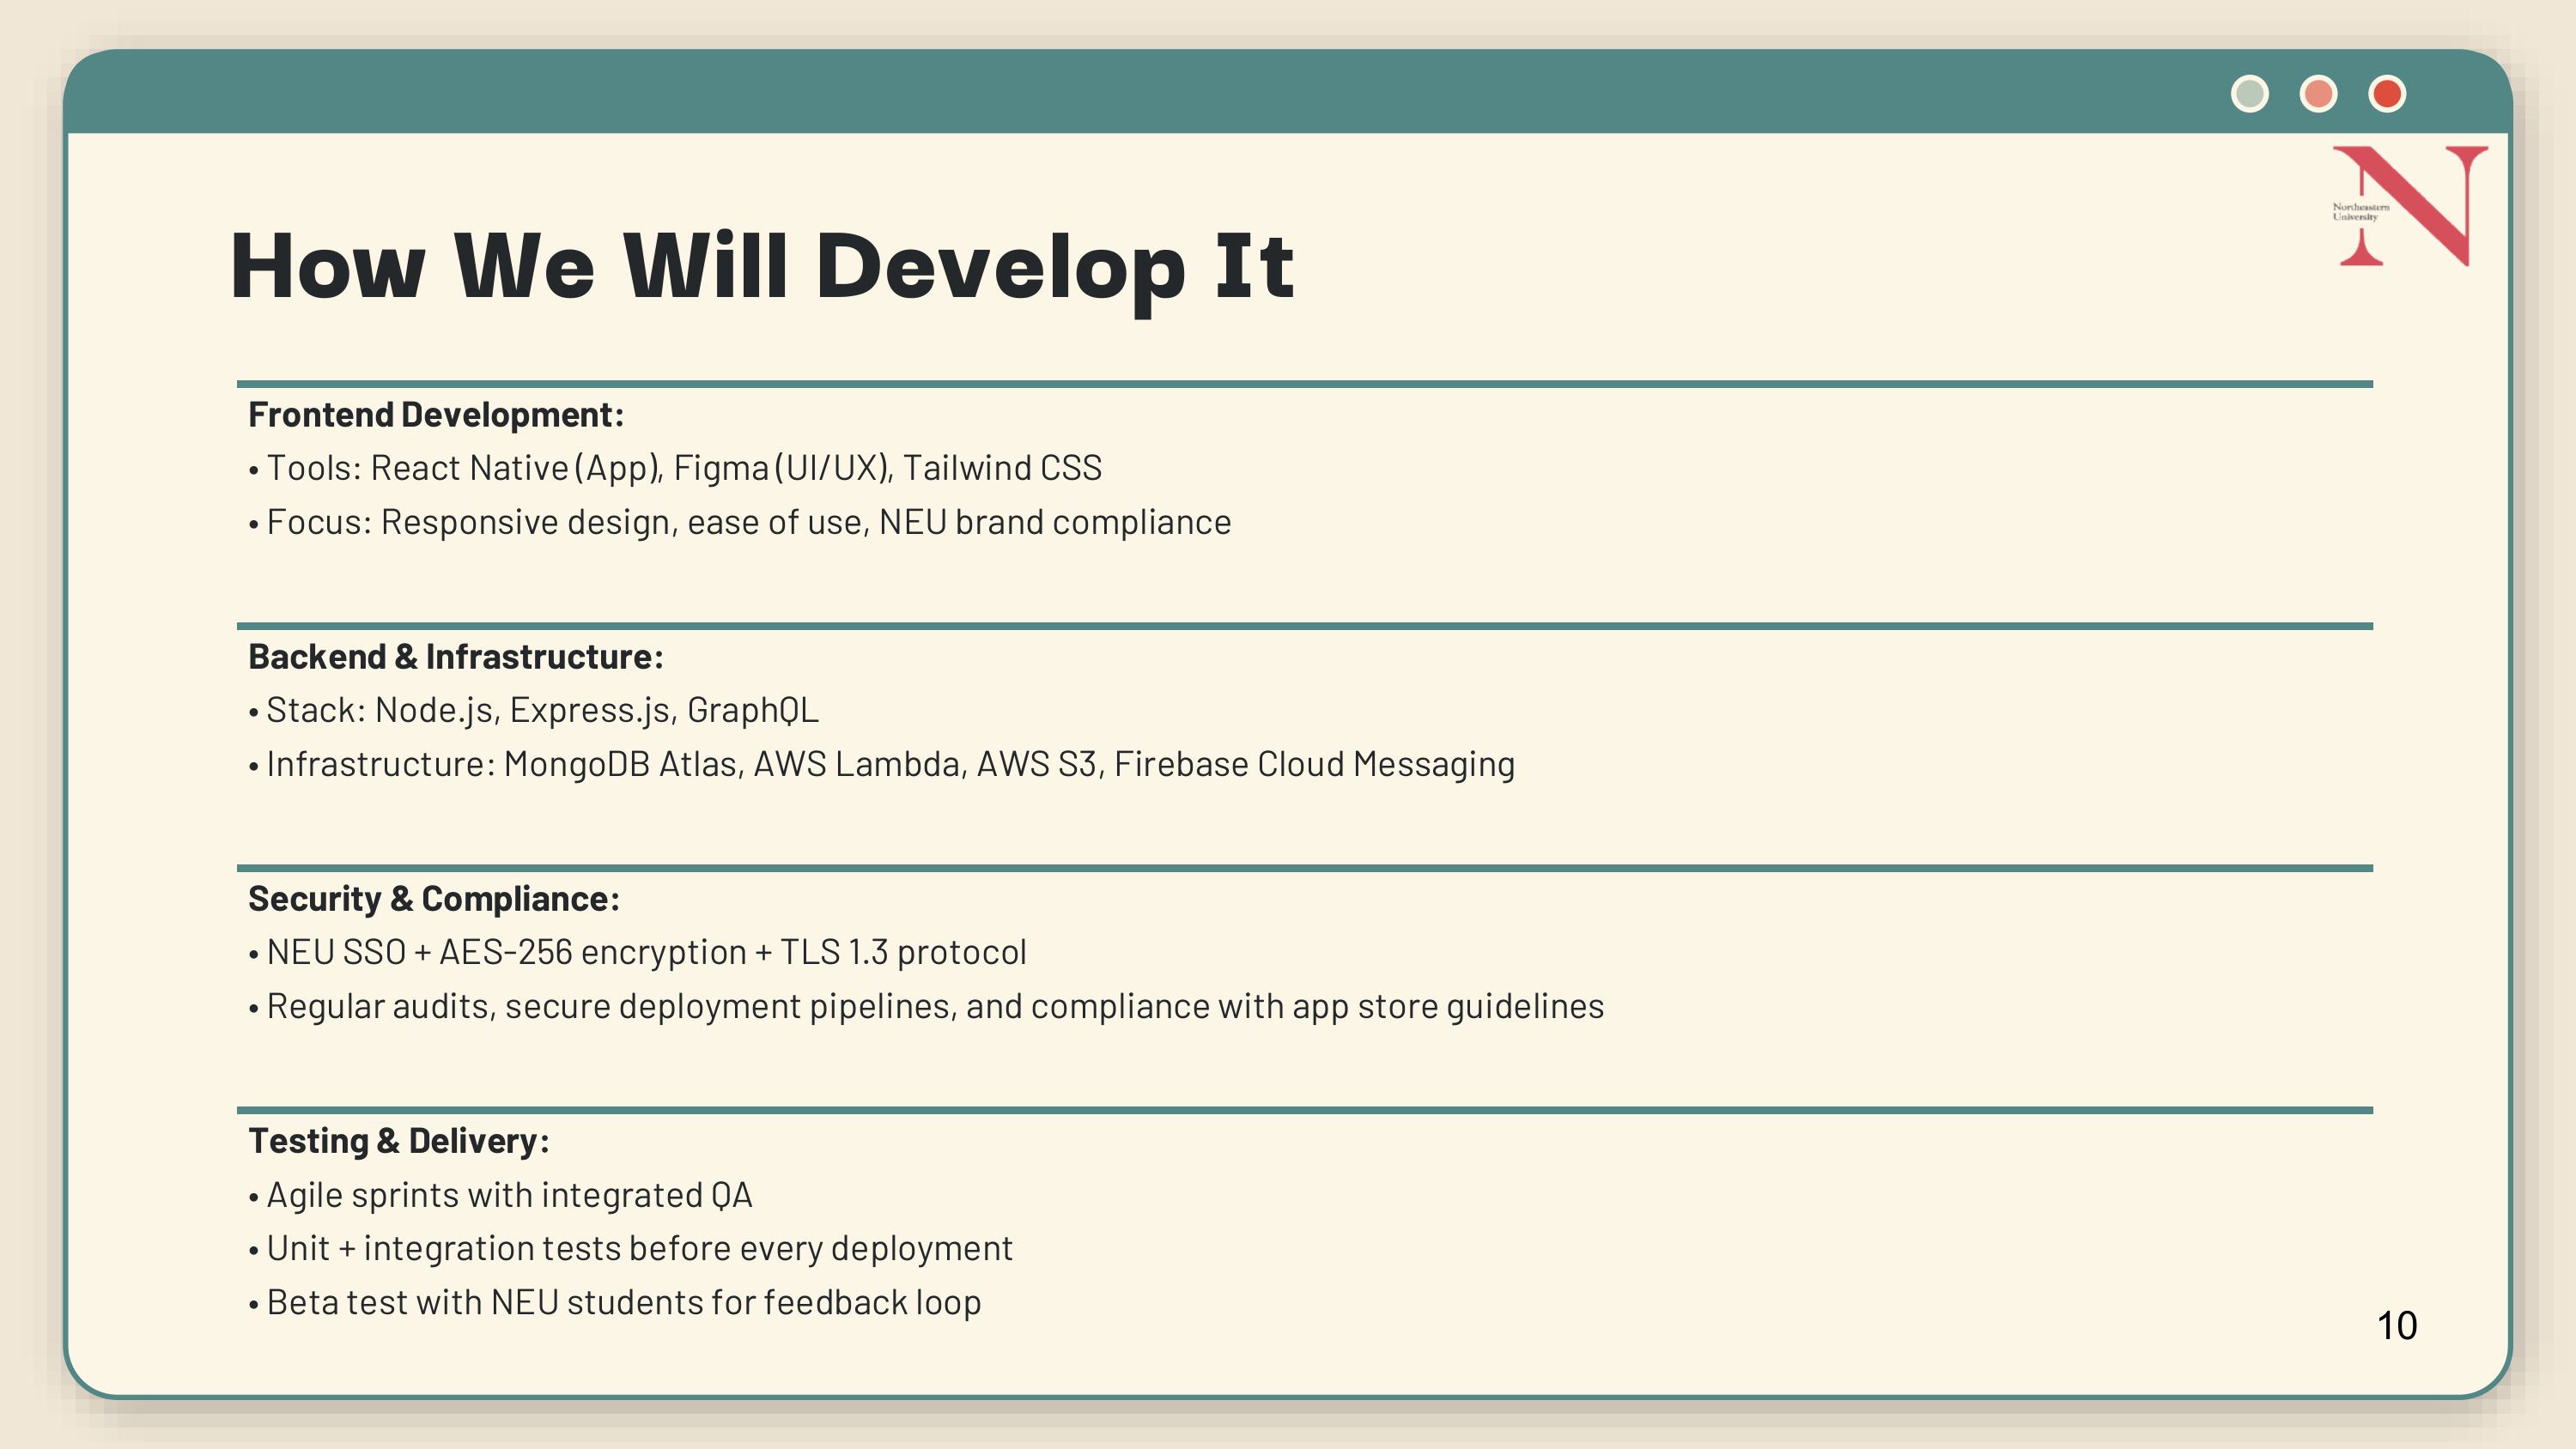 Northeastern
University
How We Will Develop It
Frontend Development:
• Tools: React Native (App), Figma (UI/UX), Tailwind CSS
• Focus: Responsive design, ease of use, NEU brand compliance
Backend & Infrastructure:
• Stack: Node.js, Express.js, GraphQL
• Infrastructure: MongoDB Atlas, AWS Lambda, AWS S3, Firebase Cloud Messaging
Security & Compliance:
• NEU SSO + AES-256 encryption + TLS 1.3 protocol
• Regular audits, secure deployment pipelines, and compliance with app store guidelines
Testing & Delivery:
• Agile sprints with integrated QA
• Unit + integration tests before every deployment
• Beta test with NEU students for feedback loop
10